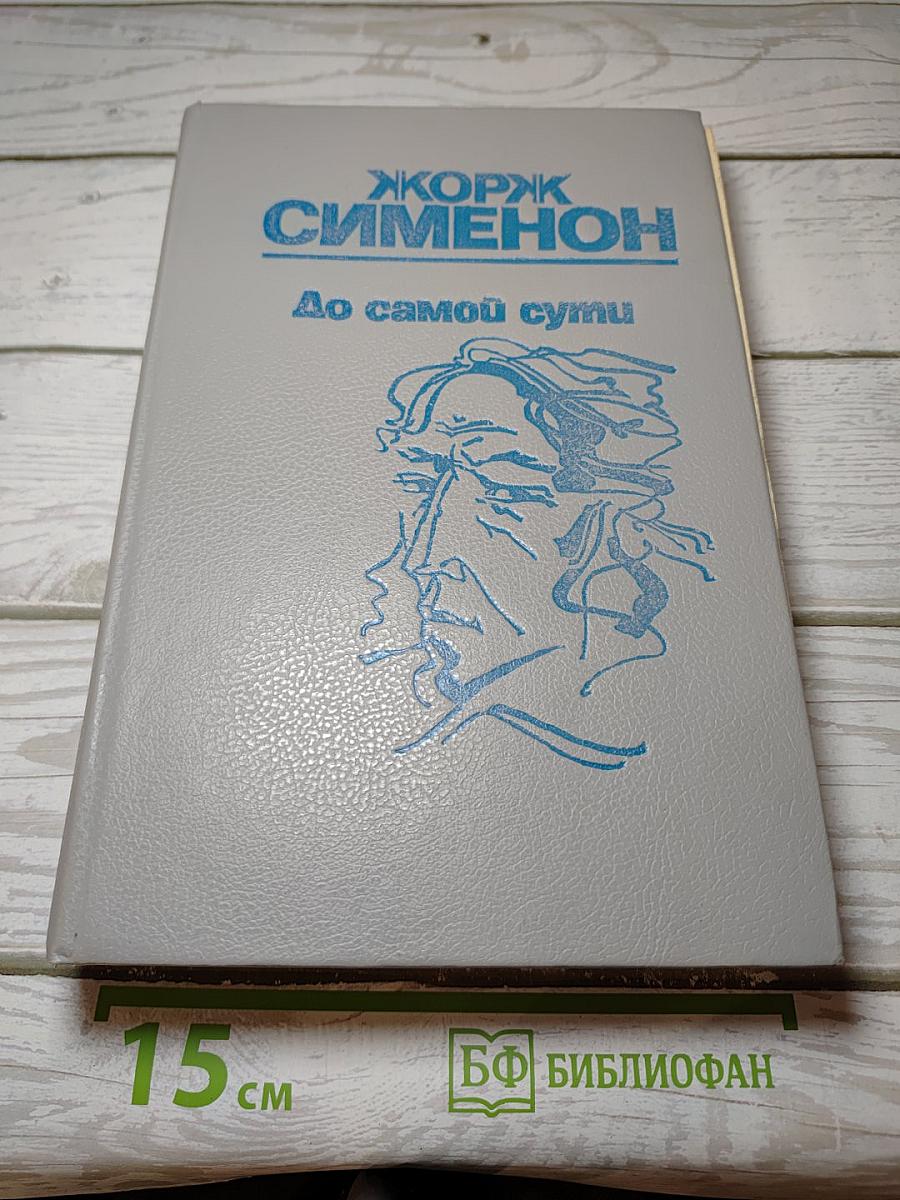 ЖОРЖ
СИМЕНОН
До самой сути
15 см
БФ БИБЛИОФАН